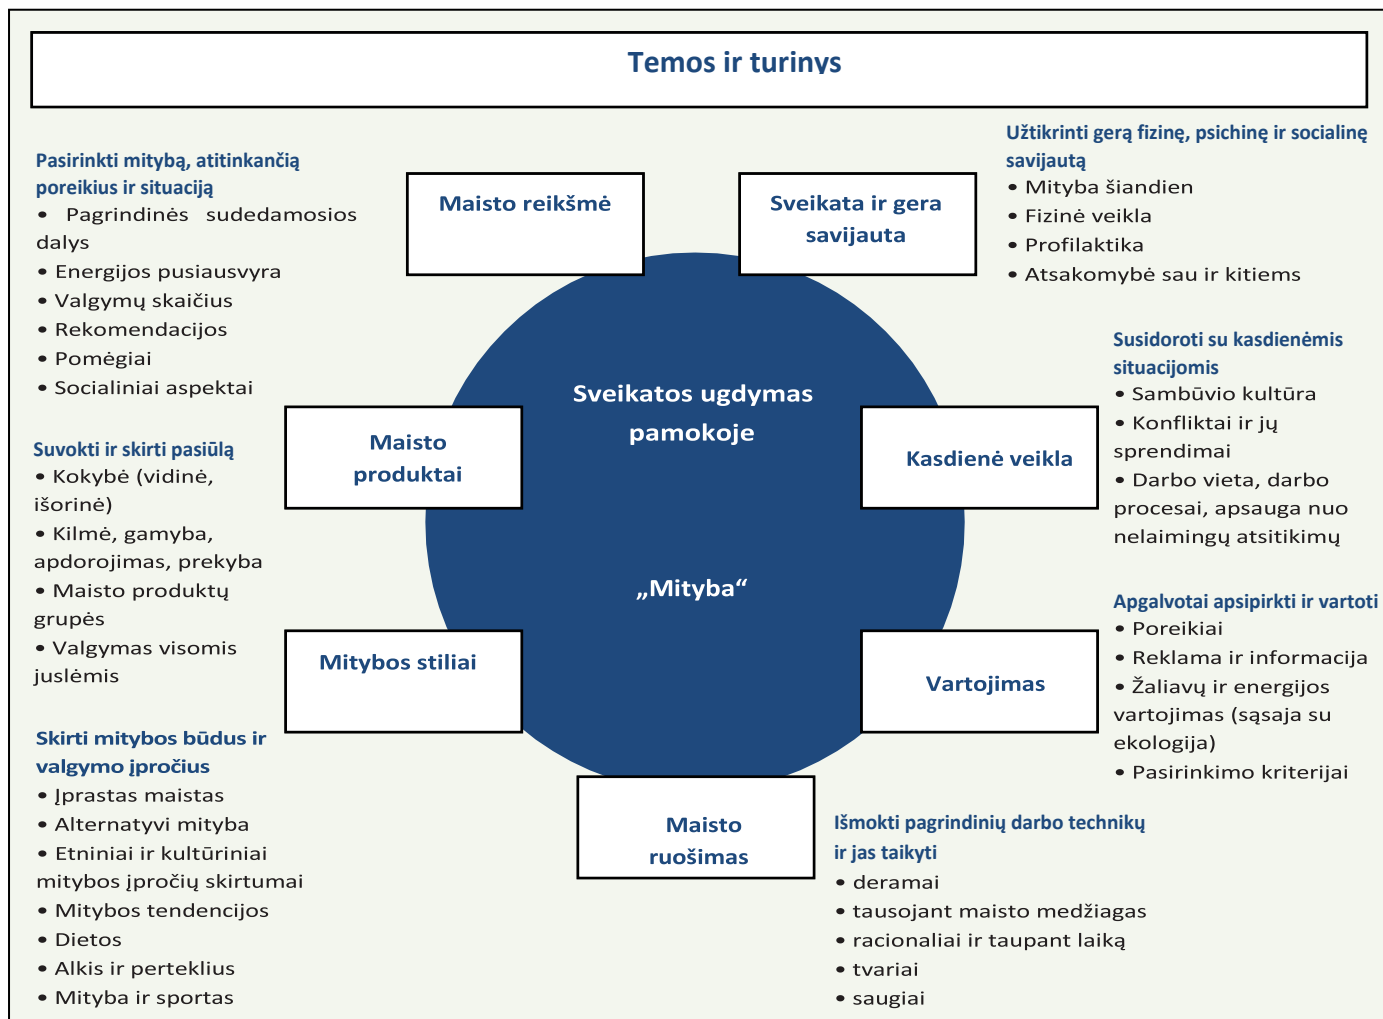 Temos ir turinys
Pasirinkti mitybą, atitinkančią
poreikius ir situaciją
• Pagrindinės sudedamosios
dalys
• Energijos pusiausvyra
• Valgymų skaičius
• Rekomendacijos
• Pomėgiai
• Socialiniai aspektai
Maisto reikšmė
Sveikata ir gera
savijauta
Užtikrinti gerą fizinę, psichinę ir socialinę
savijautą
• Mityba šiandien
• Fizinė veikla
• Profilaktika
• Atsakomybė sau ir kitiems
Sveikatos ugdymas
pamokoje
„Mityba“
Suvokti ir skirti pasiūlą
• Kokybė (vidinė,
išorinė)
• Kilmė, gamyba,
apdorojimas, prekyba
• Maisto produktų
grupės
• Valgymas visomis
juslėmis
Maisto
produktai
Kasdienė veikla
Susidoroti su kasdienėmis
situacijomis
• Sambūvio kultūra
• Konfliktai ir jų
sprendimai
• Darbo vieta, darbo
procesai, apsauga nuo
nelaimingų atsitikimų
Mitybos stiliai
Vartojimas
Apgalvotai apsipirkti ir vartoti
• Poreikiai
• Reklama ir informacija
• Žaliavų ir energijos
vartojimas (sąsaja su
ekologija)
• Pasirinkimo kriterijai
Skirti mitybos būdus ir
valgymo įpročius
• Įprastas maistas
• Alternatyvi mityba
• Etniniai ir kultūriniai
mitybos įpročių skirtumai
• Mitybos tendencijos
• Dietos
• Alkis ir perteklius
• Mityba ir sportas
Maisto
ruošimas
Išmokti pagrindinių darbo technikų
ir jas taikyti
• deramai
• tausojant maisto medžiagas
• racionaliai ir taupant laiką
• tvariai
• saugiai